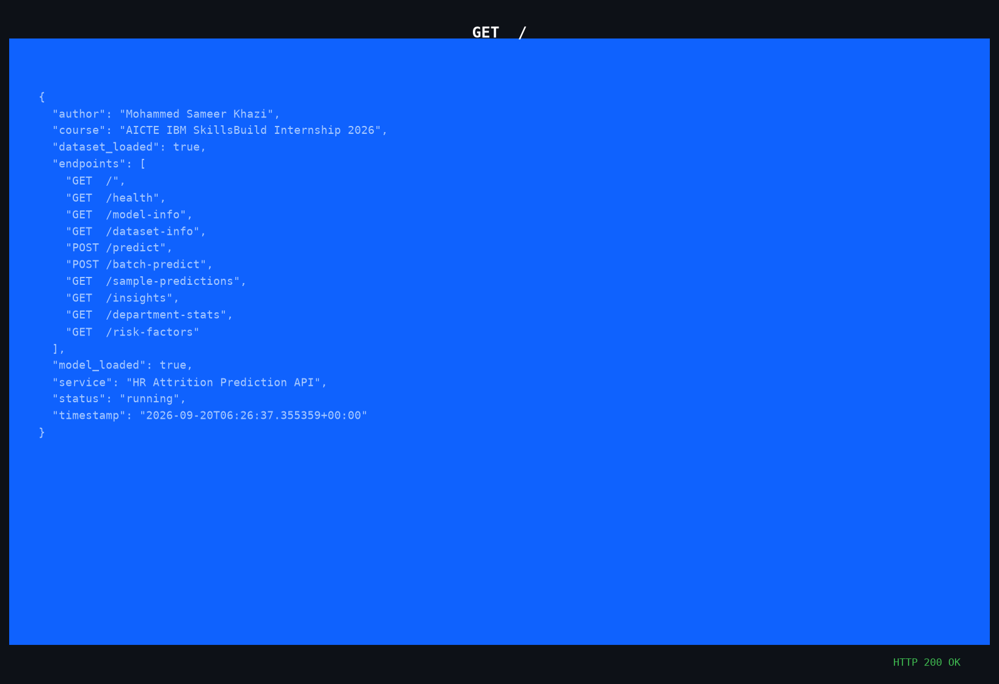 GET  /
{
  "author": "Mohammed Sameer Khazi",
  "course": "AICTE IBM SkillsBuild Internship 2026",
  "dataset_loaded": true,
  "endpoints": [
    "GET  /",
    "GET  /health",
    "GET  /model-info",
    "GET  /dataset-info",
    "POST /predict",
    "POST /batch-predict",
    "GET  /sample-predictions",
    "GET  /insights",
    "GET  /department-stats",
    "GET  /risk-factors"
  ],
  "model_loaded": true,
  "service": "HR Attrition Prediction API",
  "status": "running",
  "timestamp": "2026-09-20T06:26:37.355359+00:00"
}
HTTP 200 OK